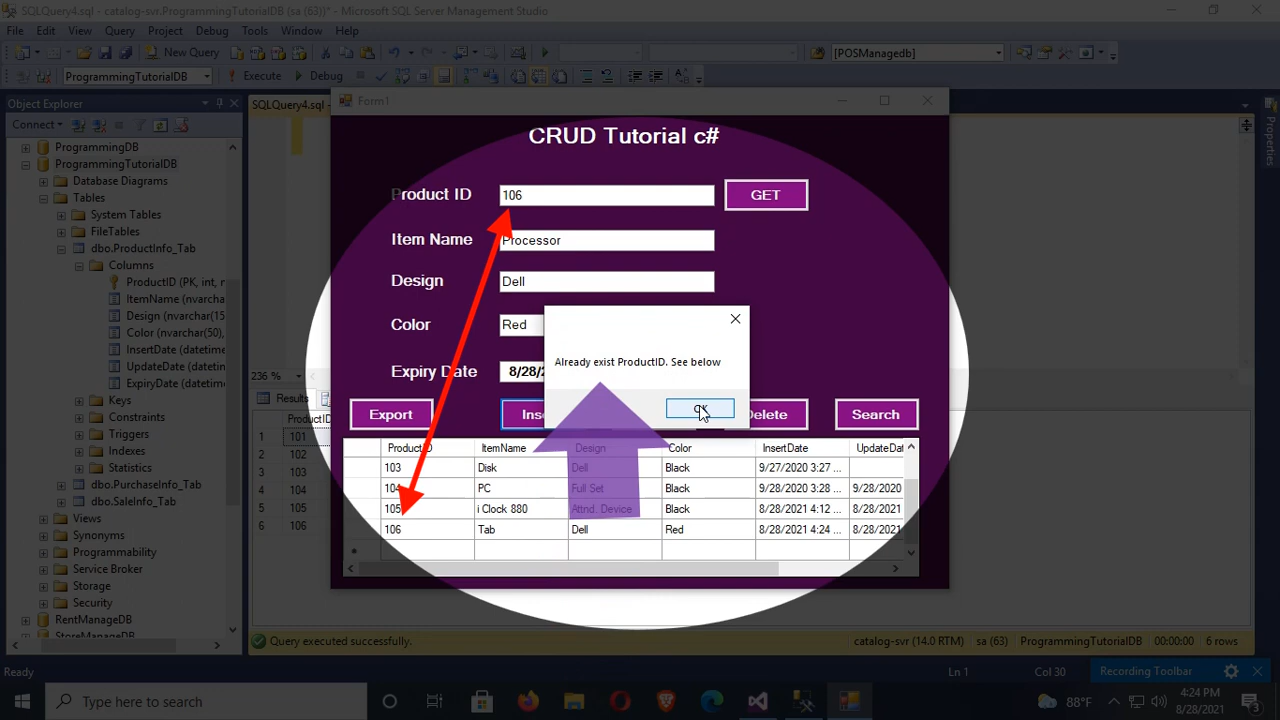 SQLQuery4.sql - catalog-svr.ProgrammingTutorialDB (sa (63))* - Microsoft SQL Server Management Studio
File Edit View Query Project Debug Tools Window Help
New Query
[POSManagedb]
ProgrammingTutorialDB
Execute Debug
Object Explorer
Connect
ProgrammingDB
ProgrammingTutorialDB
Database Diagrams
Tables
System Tables
FileTables
dbo.ProductInfo_Tab
Columns
ProductID (PK, int, n
ItemName (nvarcha
Design (nvarchar(15
Color (nvarchar(50),
InsertDate (datetime
UpdateDate (datetim
ExpiryDate (datetime
Keys
Constraints
Triggers
Indexes
Statistics
dbo.PurchaseInfo_Tab
dbo.SaleInfo_Tab
Views
Synonyms
Programmability
Service Broker
Storage
Security
RentManageDB
StoreManageDB
SQLQuery4.sql -
Properties
236 %
Results
ProductID
1 101
2 102
3 103
4 104
5 105
6 106
Form1
CRUD Tutorial c#
Product ID 106 GET
Item Name Processor
Design Dell
Color Red
Expiry Date 8/28/2
Already exist ProductID. See below
OK
Export Inse Delete Search
ProductID ItemName Design Color InsertDate UpdateDat
103 Disk Dell Black 9/27/2020 3:27 ...
104 PC Full Set Black 9/28/2020 3:28 ... 9/28/2020
105 i Clock 880 Attnd. Device Black 8/28/2021 4:12 ... 8/28/2021
106 Tab Dell Red 8/28/2021 4:24 ... 8/28/2021
Query executed successfully. catalog-svr (14.0 RTM) sa (63) ProgrammingTutorialDB 00:00:00 6 rows
Ready Ln 1 Col 30 Recording Toolbar
Type here to search
88°F
4:24 PM
8/28/2021
3